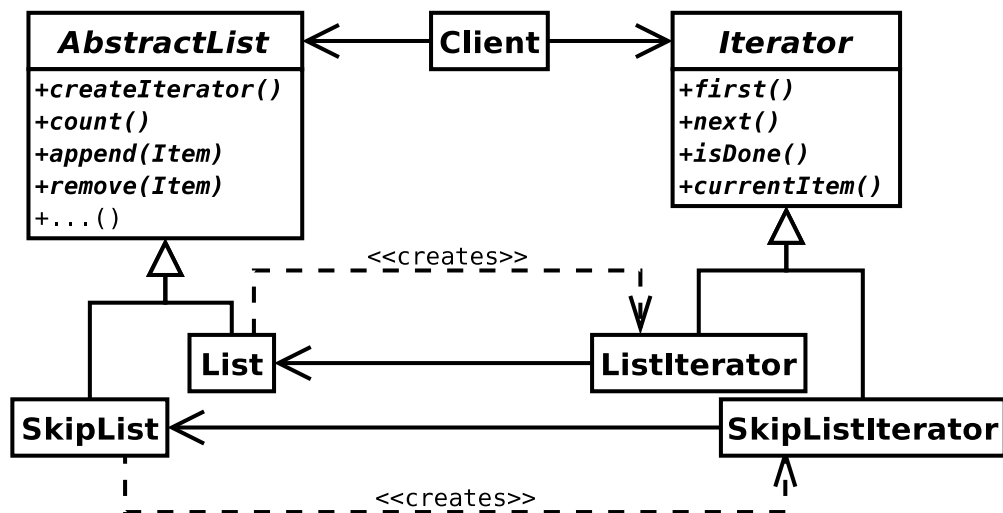 AbstractList
+createIterator()
+count()
+append(Item)
+remove(Item)
+...()
Client
Iterator
+first()
+next()
+isDone()
+currentItem()
<<creates>>
List
ListIterator
SkipList
SkipListIterator
<<creates>>